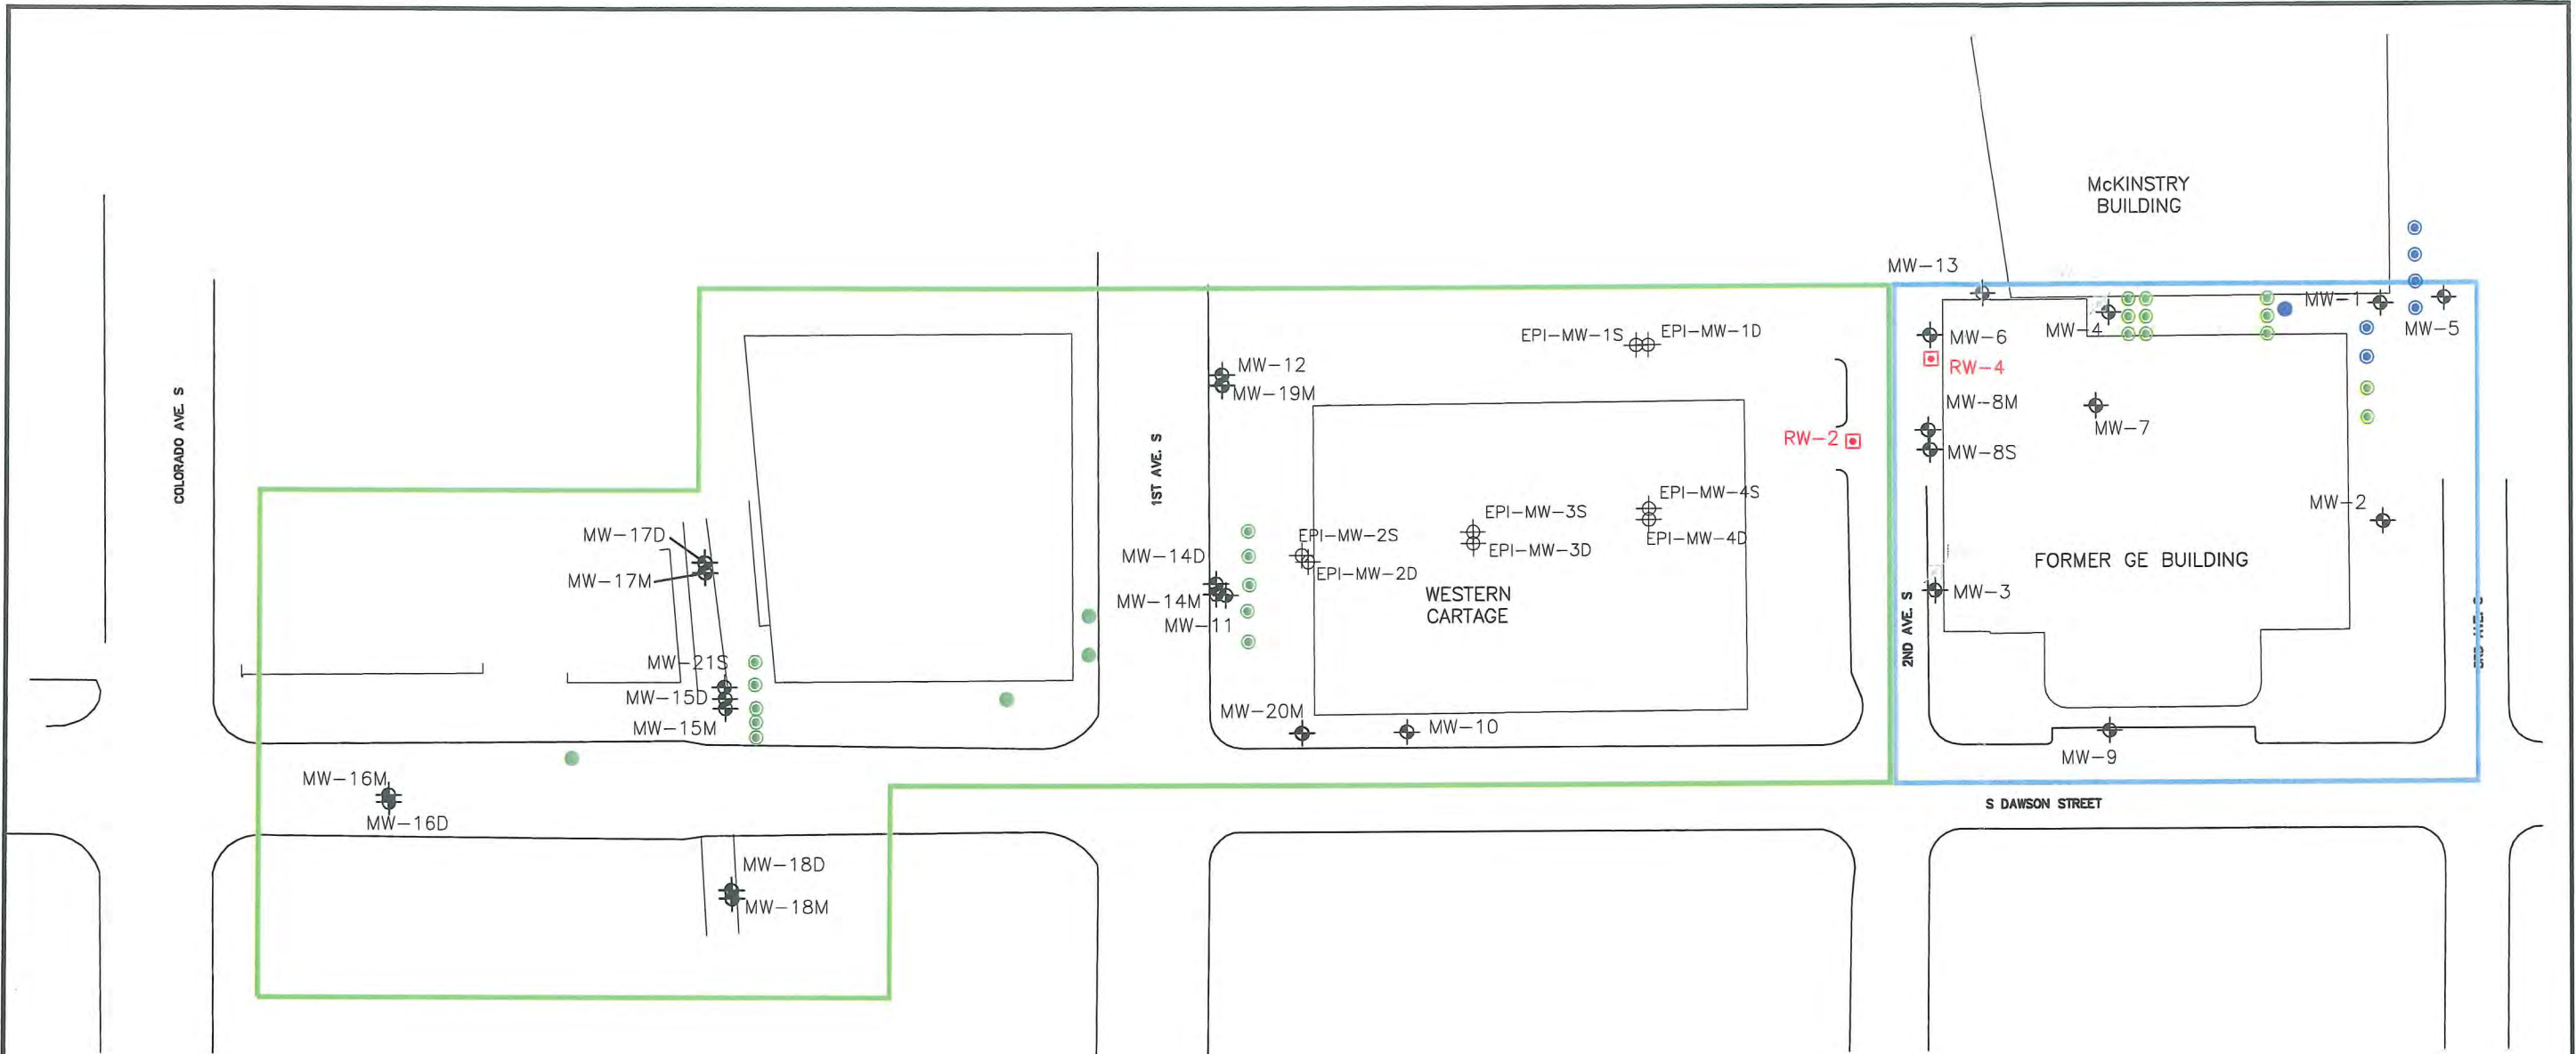 McKINSTRY
BUILDING
MW-13
MW-1
MW-5
MW-4
MW-6
RW-4
EPI-MW-1S
EPI-MW-1D
MW-12
MW-19M
MW-8M
MW-7
RW-2
MW-8S
COLORADO AVE. S
1ST AVE. S
EPI-MW-4S
EPI-MW-3S
EPI-MW-4D
EPI-MW-3D
MW-2
MW-17D
MW-17M
MW-14D
EPI-MW-2S
EPI-MW-2D
MW-14M
MW-11
WESTERN
CARTAGE
FORMER GE BUILDING
MW-3
2ND AVE. S
3RD AVE. S
MW-21S
MW-15D
MW-15M
MW-20M
MW-10
MW-9
MW-16M
MW-16D
S DAWSON STREET
MW-18D
MW-18M